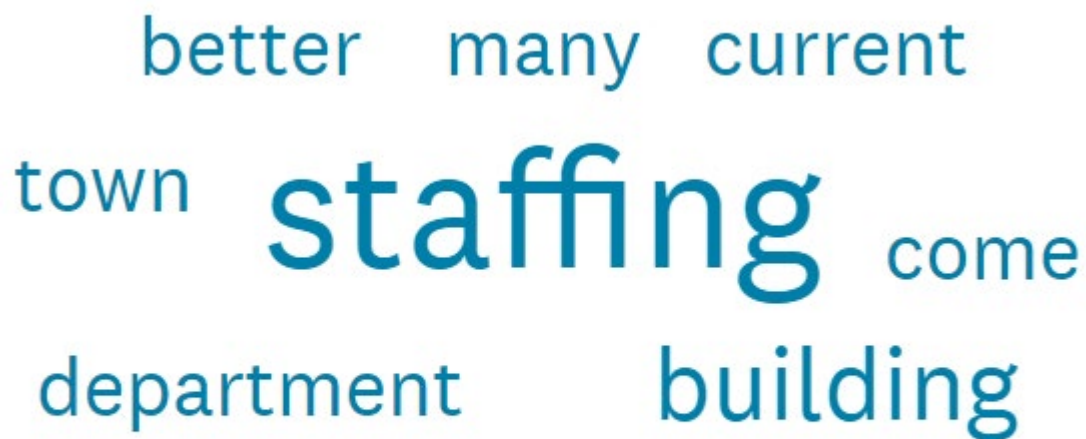 better many current
town staffing come
department building